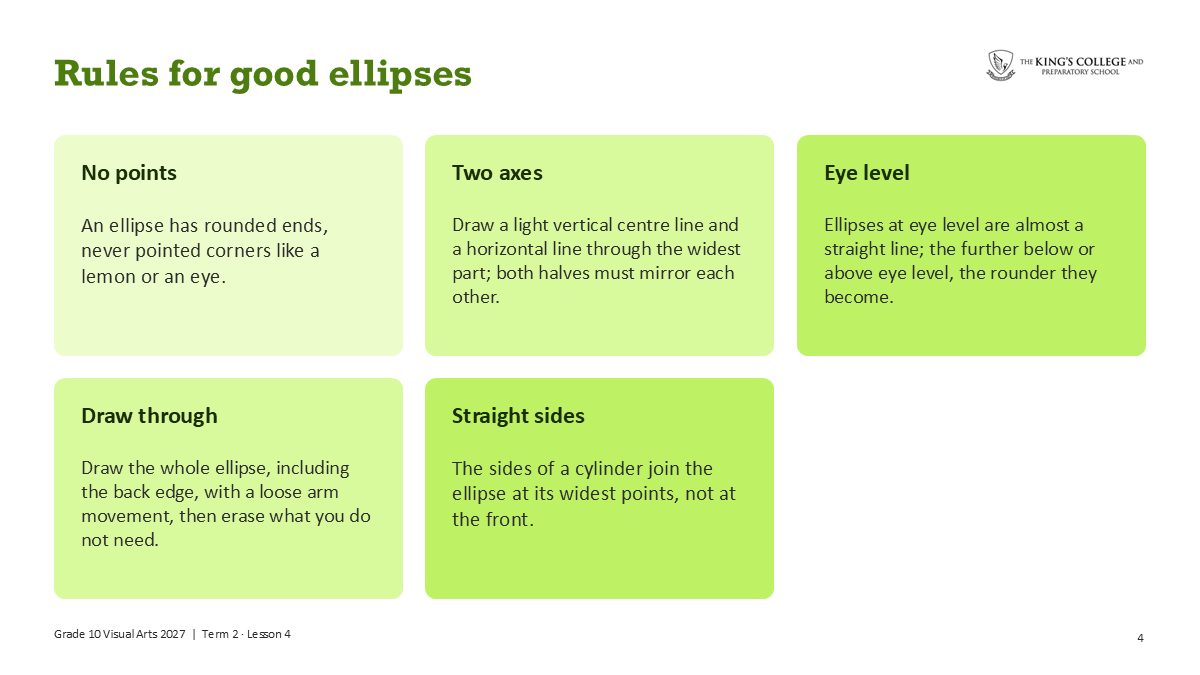 Rules for good ellipses
THE KING'S COLLEGE AND
PREPARATORY SCHOOL
No points
An ellipse has rounded ends,
never pointed corners like a
lemon or an eye.
Two axes
Draw a light vertical centre line and
a horizontal line through the widest
part; both halves must mirror each
other.
Eye level
Ellipses at eye level are almost a
straight line; the further below or
above eye level, the rounder they
become.
Draw through
Draw the whole ellipse, including
the back edge, with a loose arm
movement, then erase what you do
not need.
Straight sides
The sides of a cylinder join the
ellipse at its widest points, not at
the front.
Grade 10 Visual Arts 2027 | Term 2 · Lesson 4
4